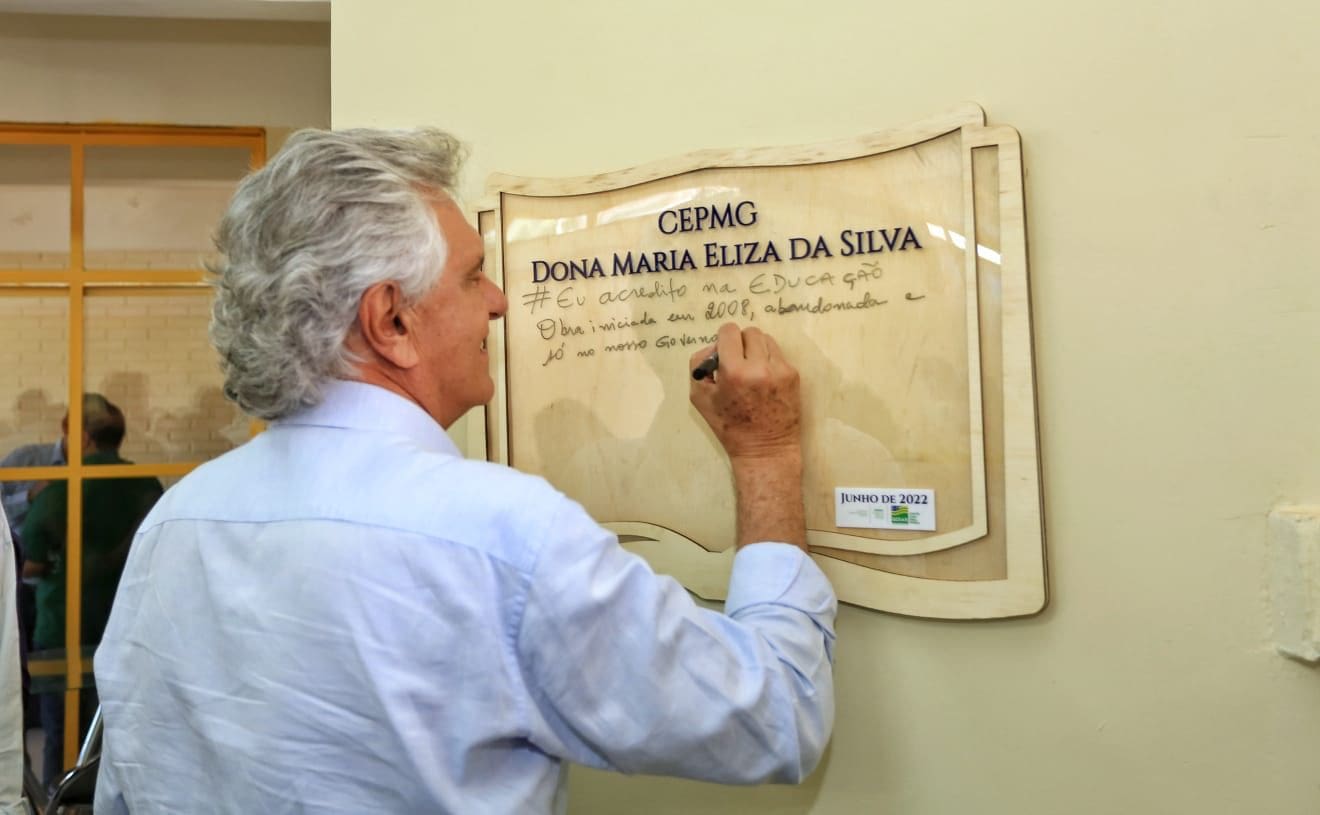 CEPMG
DONA MARIA ELIZA DA SILVA
# Eu acredito na EDUCAÇÃO
Obra iniciada em 2008, abandonada e
só no nosso Governo
JUNHO DE 2022
GOIÁS